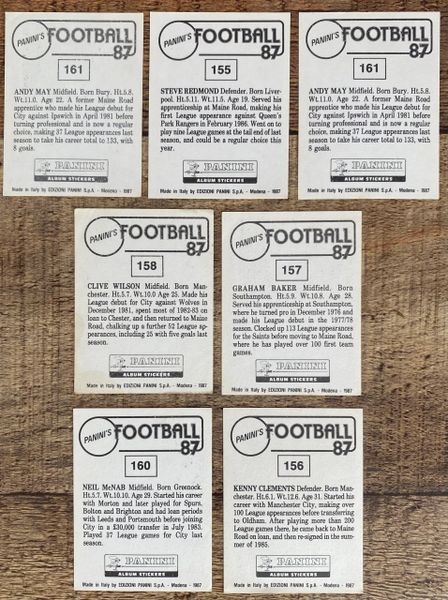 PANINI'S FOOTBALL 87
161
ANDY MAY Midfield. Born Bury. Ht.5.8.
Wt.11.0. Age 22. A former Maine Road
apprentice who made his League debut for
City against Ipswich in April 1981 before
turning professional and is now a regular
choice, making 37 League appearances last
season to take his career total to 133, with
8 goals.
PANINI
ALBUM STICKERS
Made in Italy by EDIZIONI PANINI S.p.A. - Modena - 1987
PANINI'S FOOTBALL 87
155
STEVE REDMOND Defender. Born Liver-
pool. Ht.5.11. Wt.11.5. Age 19. Served his
apprenticeship at Maine Road, making his
first League appearance against Queen's
Park Rangers in February 1986. Went on to
play nine League games at the tail end of last
season, and could be a regular choice this
year.
PANINI
ALBUM STICKERS
Made in Italy by EDIZIONI PANINI S.p.A. - Modena - 1987
PANINI'S FOOTBALL 87
161
ANDY MAY Midfield. Born Bury. Ht.5.8.
Wt.11.0. Age 22. A former Maine Road
apprentice who made his League debut for
City against Ipswich in April 1981 before
turning professional and is now a regular
choice, making 37 League appearances last
season to take his career total to 133, with
8 goals.
PANINI
ALBUM STICKERS
Made in Italy by EDIZIONI PANINI S.p.A. - Modena - 1987
PANINI'S FOOTBALL 87
158
CLIVE WILSON Midfield. Born Man-
chester. Ht.5.7. Wt.10.0 Age 25. Made his
League debut for City against Wolves in
December 1981, spent most of 1982-83 on
loan to Chester, and then returned to Maine
Road, chalking up a further 52 League ap-
pearances, including 25 with five goals last
season.
PANINI
ALBUM STICKERS
Made in Italy by EDIZIONI PANINI S.p.A. - Modena - 1987
PANINI'S FOOTBALL 87
157
GRAHAM BAKER Midfield. Born
Southampton. Ht.5.9. Wt.10.8. Age 28.
Served his apprenticeship at Southampton,
where he turned pro in December 1976 and
made his League debut in the 1977/78
season. Clocked up 113 League appearances
for the Saints before moving to Maine Road,
where he has played over 100 first team
games.
PANINI
ALBUM STICKERS
Made in Italy by EDIZIONI PANINI S.p.A. - Modena - 1987
PANINI'S FOOTBALL 87
160
NEIL McNAB Midfield. Born Greenock.
Ht.5.7. Wt.10.10. Age 29. Started his career
with Morton and later played for Spurs,
Bolton and Brighton and had loan periods
with Leeds and Portsmouth before joining
City in a £30,000 transfer in July 1983.
Played 37 League games for City last
season.
PANINI
ALBUM STICKERS
Made in Italy by EDIZIONI PANINI S.p.A. - Modena - 1987
PANINI'S FOOTBALL 87
156
KENNY CLEMENTS Defender. Born Man-
chester. Ht.6.1, Wt.12.6. Age 31. Started his
career with Manchester City, making over
100 League appearances before transferring
to Oldham. After playing more than 200
League games there, he came back to Maine
Road on loan, and then re-signed in the sum-
mer of 1985.
PANINI
ALBUM STICKERS
Made in Italy by EDIZIONI PANINI S.p.A. - Modena - 1987